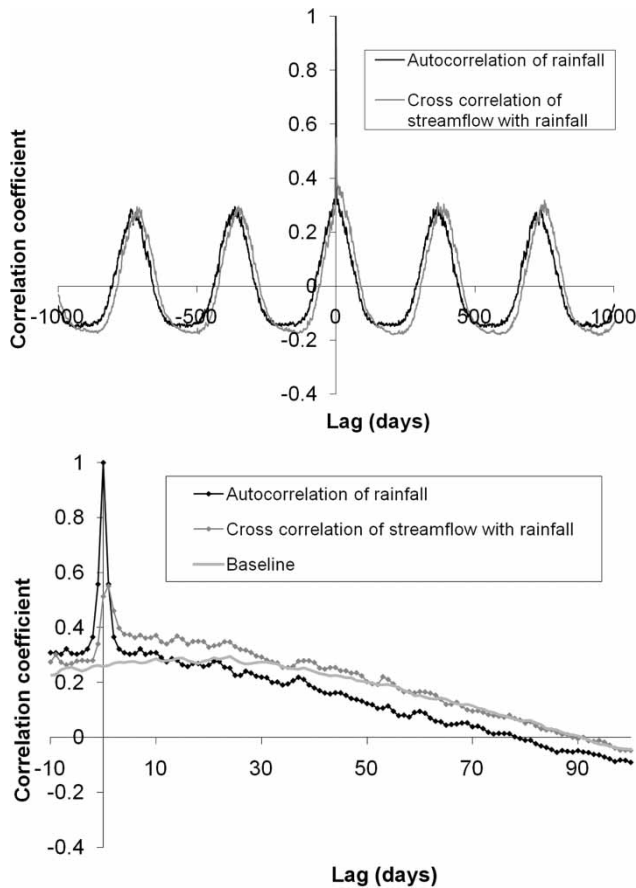 1
0.8
0.6
0.4
0.2
0
-0.2
-0.4
-1000
-500
0
500
1000
Correlation coefficient
Lag (days)
Autocorrelation of rainfall
Cross correlation of
streamflow with rainfall
1
0.8
0.6
0.4
0.2
0
-0.2
-0.4
-10
10
30
50
70
90
Correlation coefficient
Lag (days)
Autocorrelation of rainfall
Cross correlation of streamflow with rainfall
Baseline